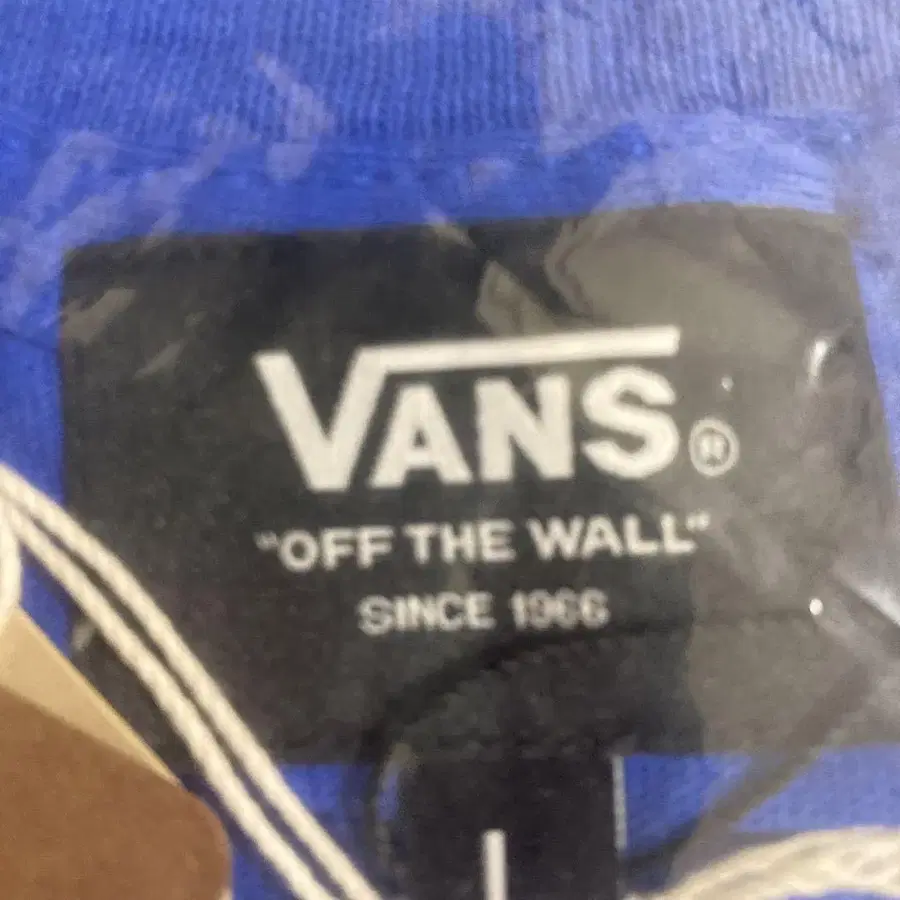 VANS®
"OFF THE WALL"
SINCE 1966